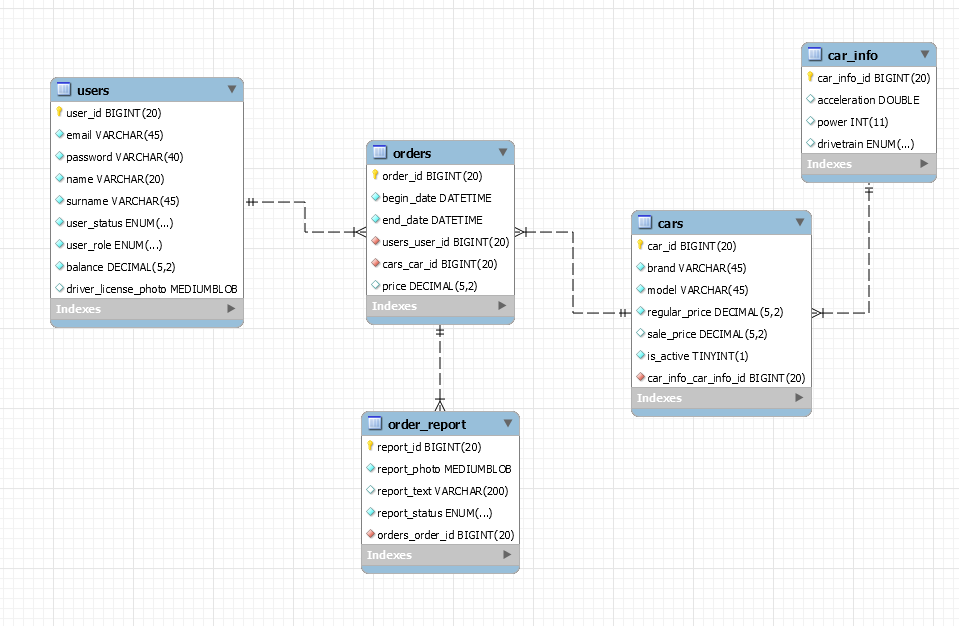 users
user_id BIGINT(20)
email VARCHAR(45)
password VARCHAR(40)
name VARCHAR(20)
surname VARCHAR(45)
user_status ENUM(...)
user_role ENUM(...)
balance DECIMAL(5,2)
driver_license_photo MEDIUMBLOB
Indexes
orders
order_id BIGINT(20)
begin_date DATETIME
end_date DATETIME
users_user_id BIGINT(20)
cars_car_id BIGINT(20)
price DECIMAL(5,2)
Indexes
order_report
report_id BIGINT(20)
report_photo MEDIUMBLOB
report_text VARCHAR(200)
report_status ENUM(...)
orders_order_id BIGINT(20)
Indexes
cars
car_id BIGINT(20)
brand VARCHAR(45)
model VARCHAR(45)
regular_price DECIMAL(5,2)
sale_price DECIMAL(5,2)
is_active TINYINT(1)
car_info_car_info_id BIGINT(20)
Indexes
car_info
car_info_id BIGINT(20)
acceleration DOUBLE
power INT(11)
drivetrain ENUM(...)
Indexes